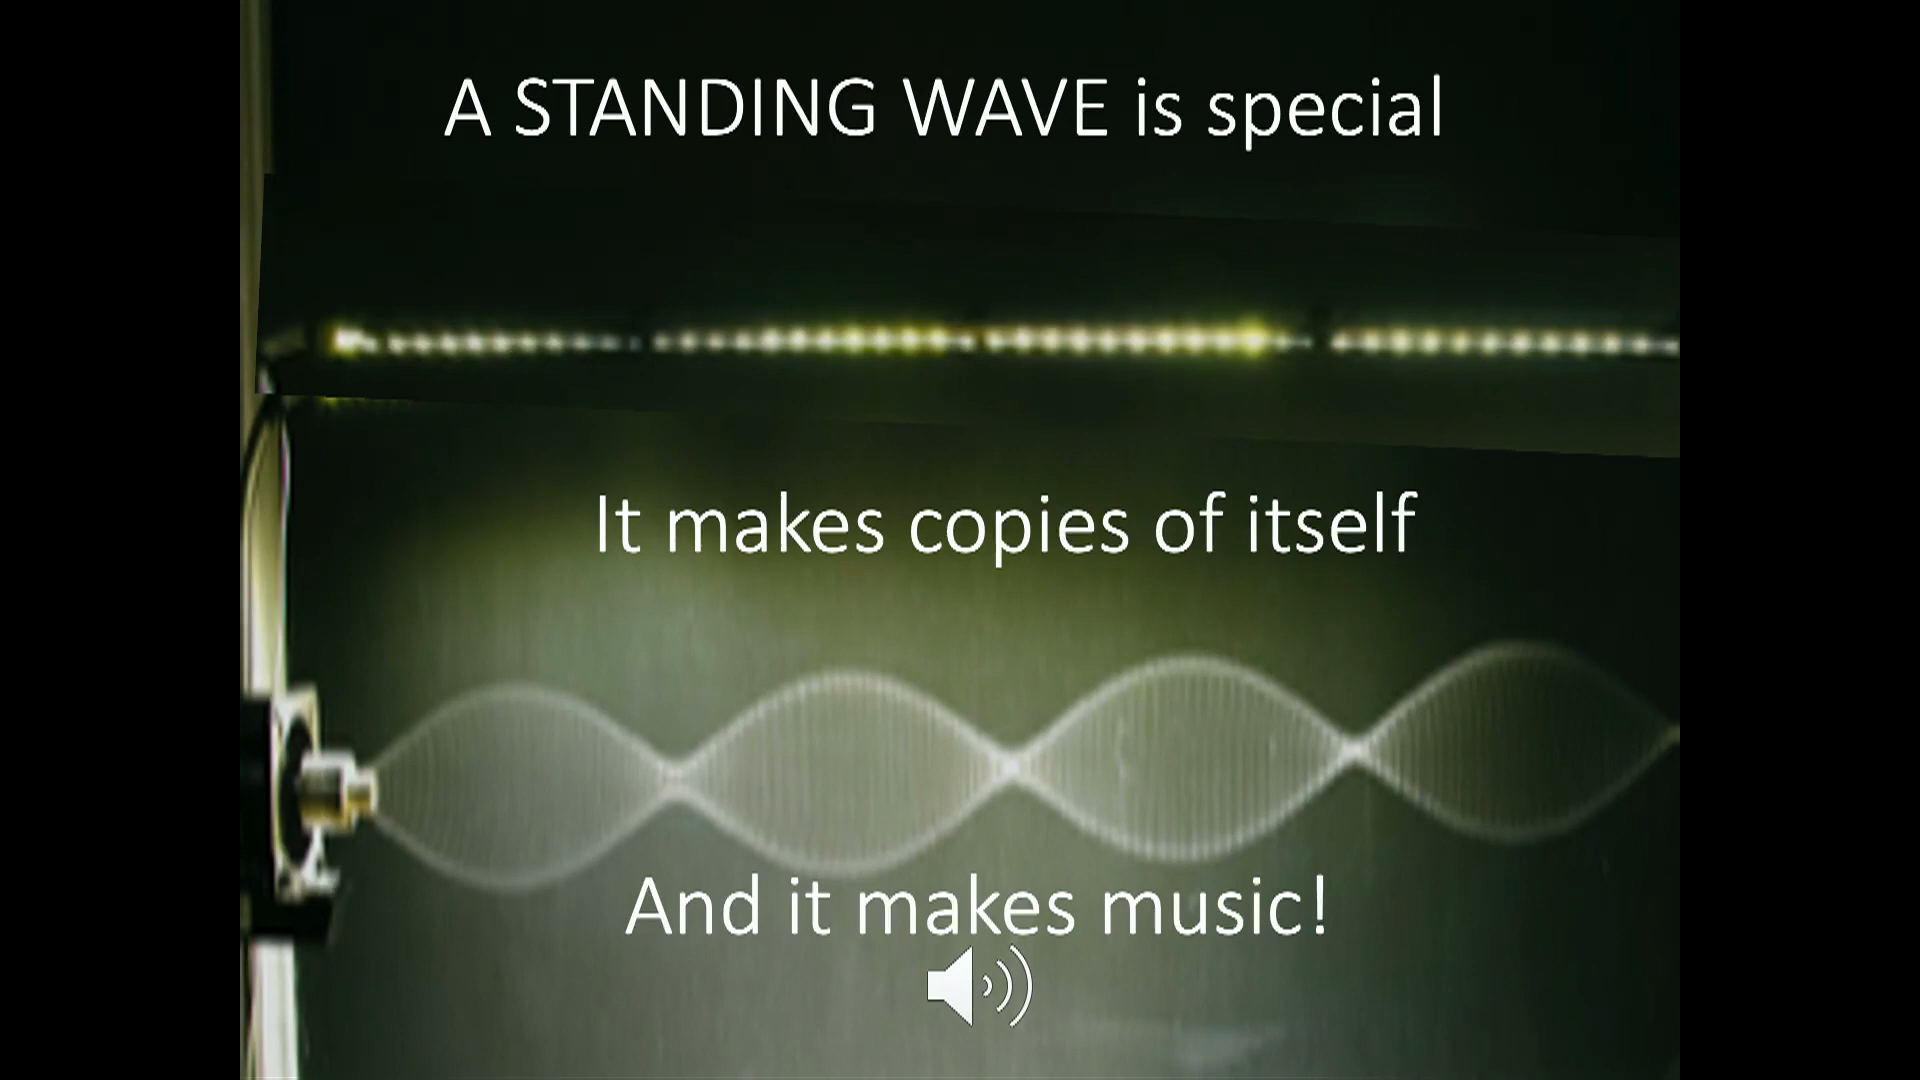 A STANDING WAVE is special
It makes copies of itself
And it makes music!